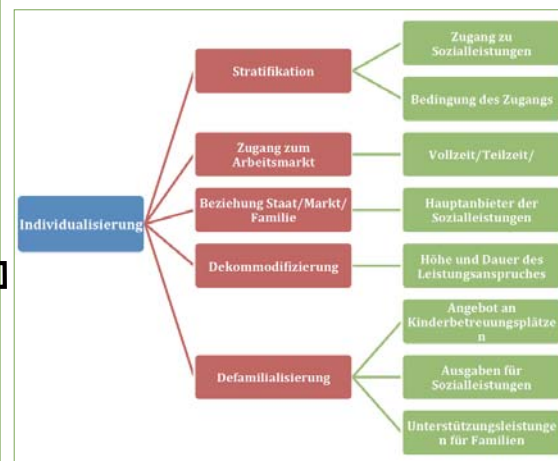 Individualisierung
Stratifikation
Zugang zu
Sozialleistungen
Bedingung des Zugangs
Zugang zum
Arbeitsmarkt
Vollzeit/Teilzeit/
Beziehung Staat/Markt/
Familie
Hauptanbieter der
Sozialleistungen
Dekommodifizierung
Höhe und Dauer des
Leistungsanspruches
Defamilialisierung
Angebot an
Kinderbetreuungsplätze
n
Ausgaben für
Sozialleistungen
Unterstützungsleistunge
n für Familien